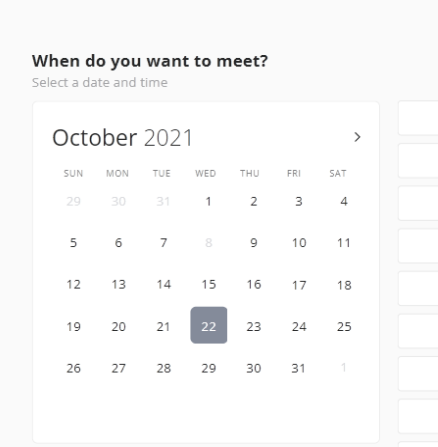 When do you want to meet?
Select a date and time
October 2021
SUN MON TUE WED THU FRI SAT
29 30 31 1 2 3 4
5 6 7 8 9 10 11
12 13 14 15 16 17 18
19 20 21 22 23 24 25
26 27 28 29 30 31 1